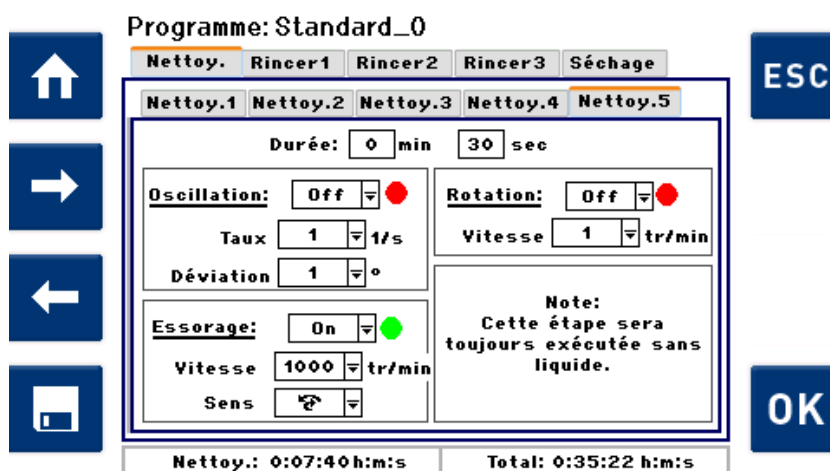 Programme: Standard_0
Nettoy. Rincer1 Rincer2 Rincer3 Séchage
ESC
Nettoy.1 Nettoy.2 Nettoy.3 Nettoy.4 Nettoy.5
Durée: 0 min 30 sec
Oscillation: Off
Rotation: Off
Taux 1 1/s
Vitesse 1 tr/min
Déviation 1 °
Note:
Cette étape sera
toujours exécutée sans
liquide.
Essorage: On
Vitesse 1000 tr/min
Sens
OK
Nettoy.: 0:07:40h:m:s Total: 0:35:22 h:m:s